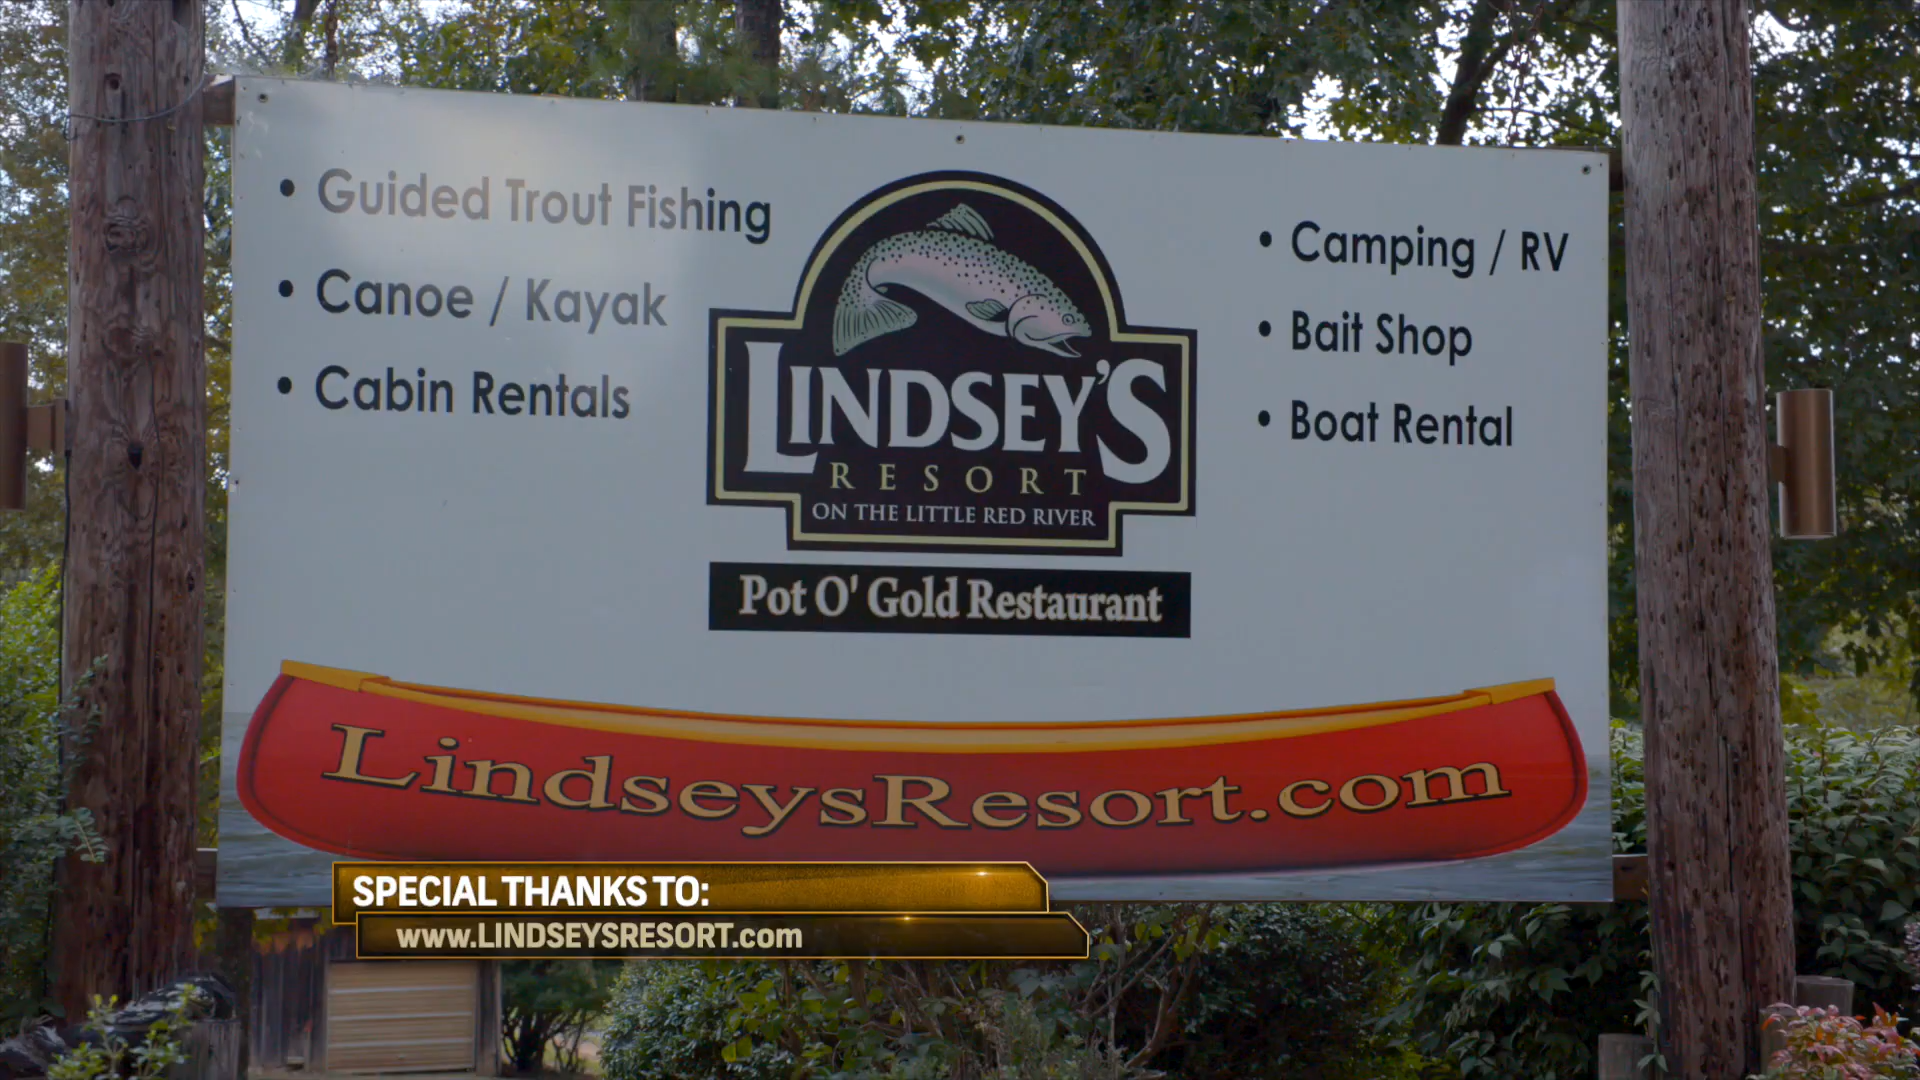 • Guided Trout Fishing
• Canoe / Kayak
• Cabin Rentals
LINDSEY'S
RESORT
ON THE LITTLE RED RIVER
Pot O' Gold Restaurant
• Camping / RV
• Bait Shop
• Boat Rental
LindseysResort.com
SPECIAL THANKS TO:
www.LINDSEYSRESORT.com